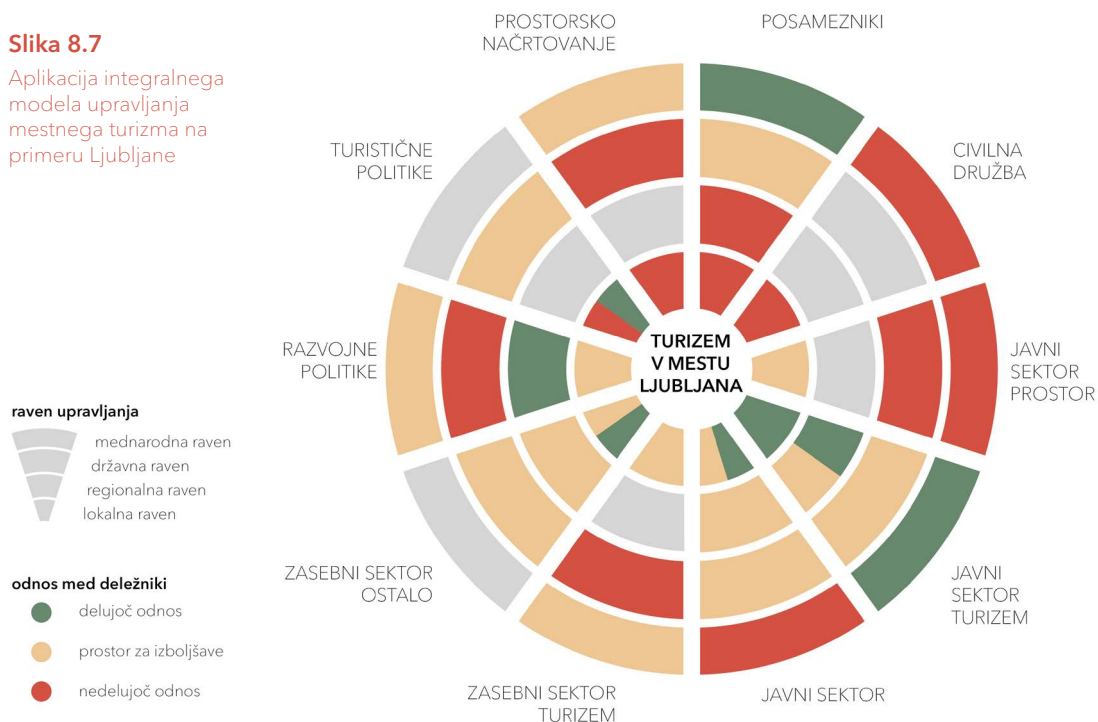 Slika 8.7
Aplikacija integralnega
modela upravljanja
mestnega turizma na
primeru Ljubljane
PROSTORSKO
NAČRTOVANJE
POSAMEZNIKI
TURISTIČNE
POLITIKE
CIVILNA
DRUŽBA
RAZVOJNE
POLITIKE
TURIZEM
V MESTU
LJUBLJANA
JAVNI
SEKTOR
PROSTOR
raven upravljanja
mednarodna raven
državna raven
regionalna raven
lokalna raven
odnos med deležniki
delujoč odnos
prostor za izboljšave
nedelujoč odnos
ZASEBNI SEKTOR
OSTALO
JAVNI
SEKTOR
TURIZEM
ZASEBNI SEKTOR
TURIZEM
JAVNI SEKTOR